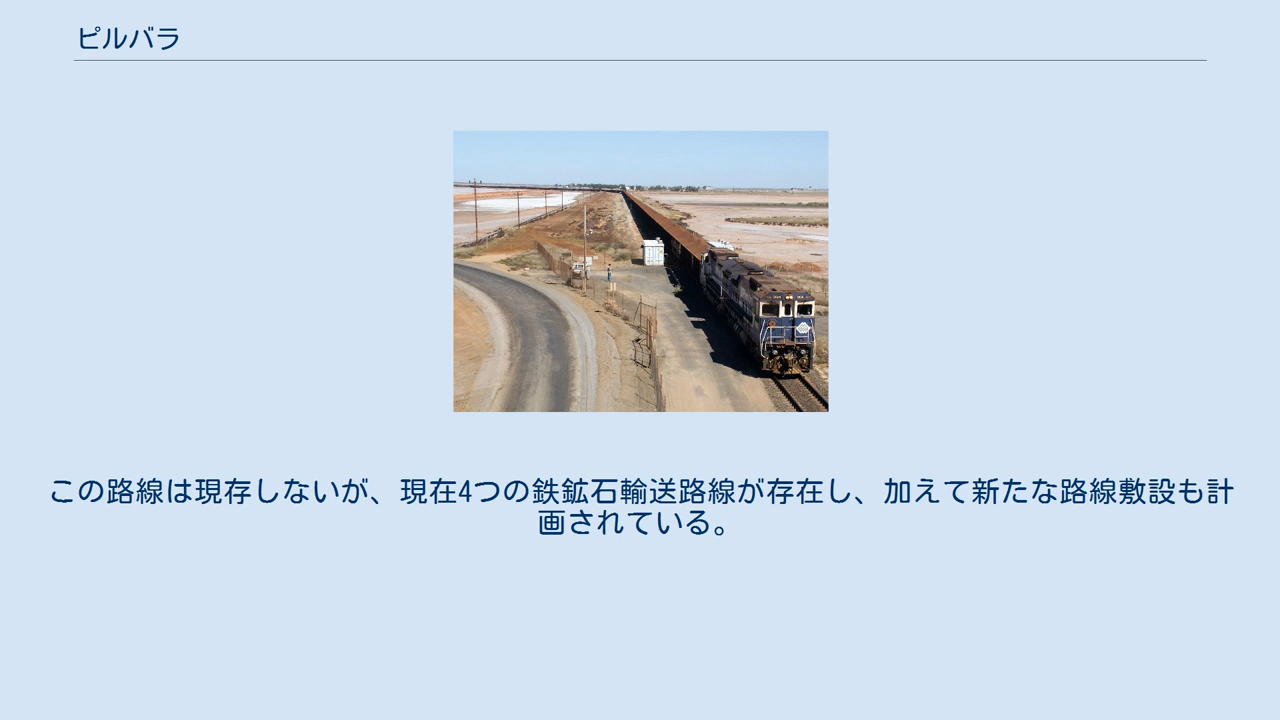 ピルバラ
この路線は現存しないが、現在4つの鉄鉱石輸送路線が存在し、加えて新たな路線敷設も計
画されている。